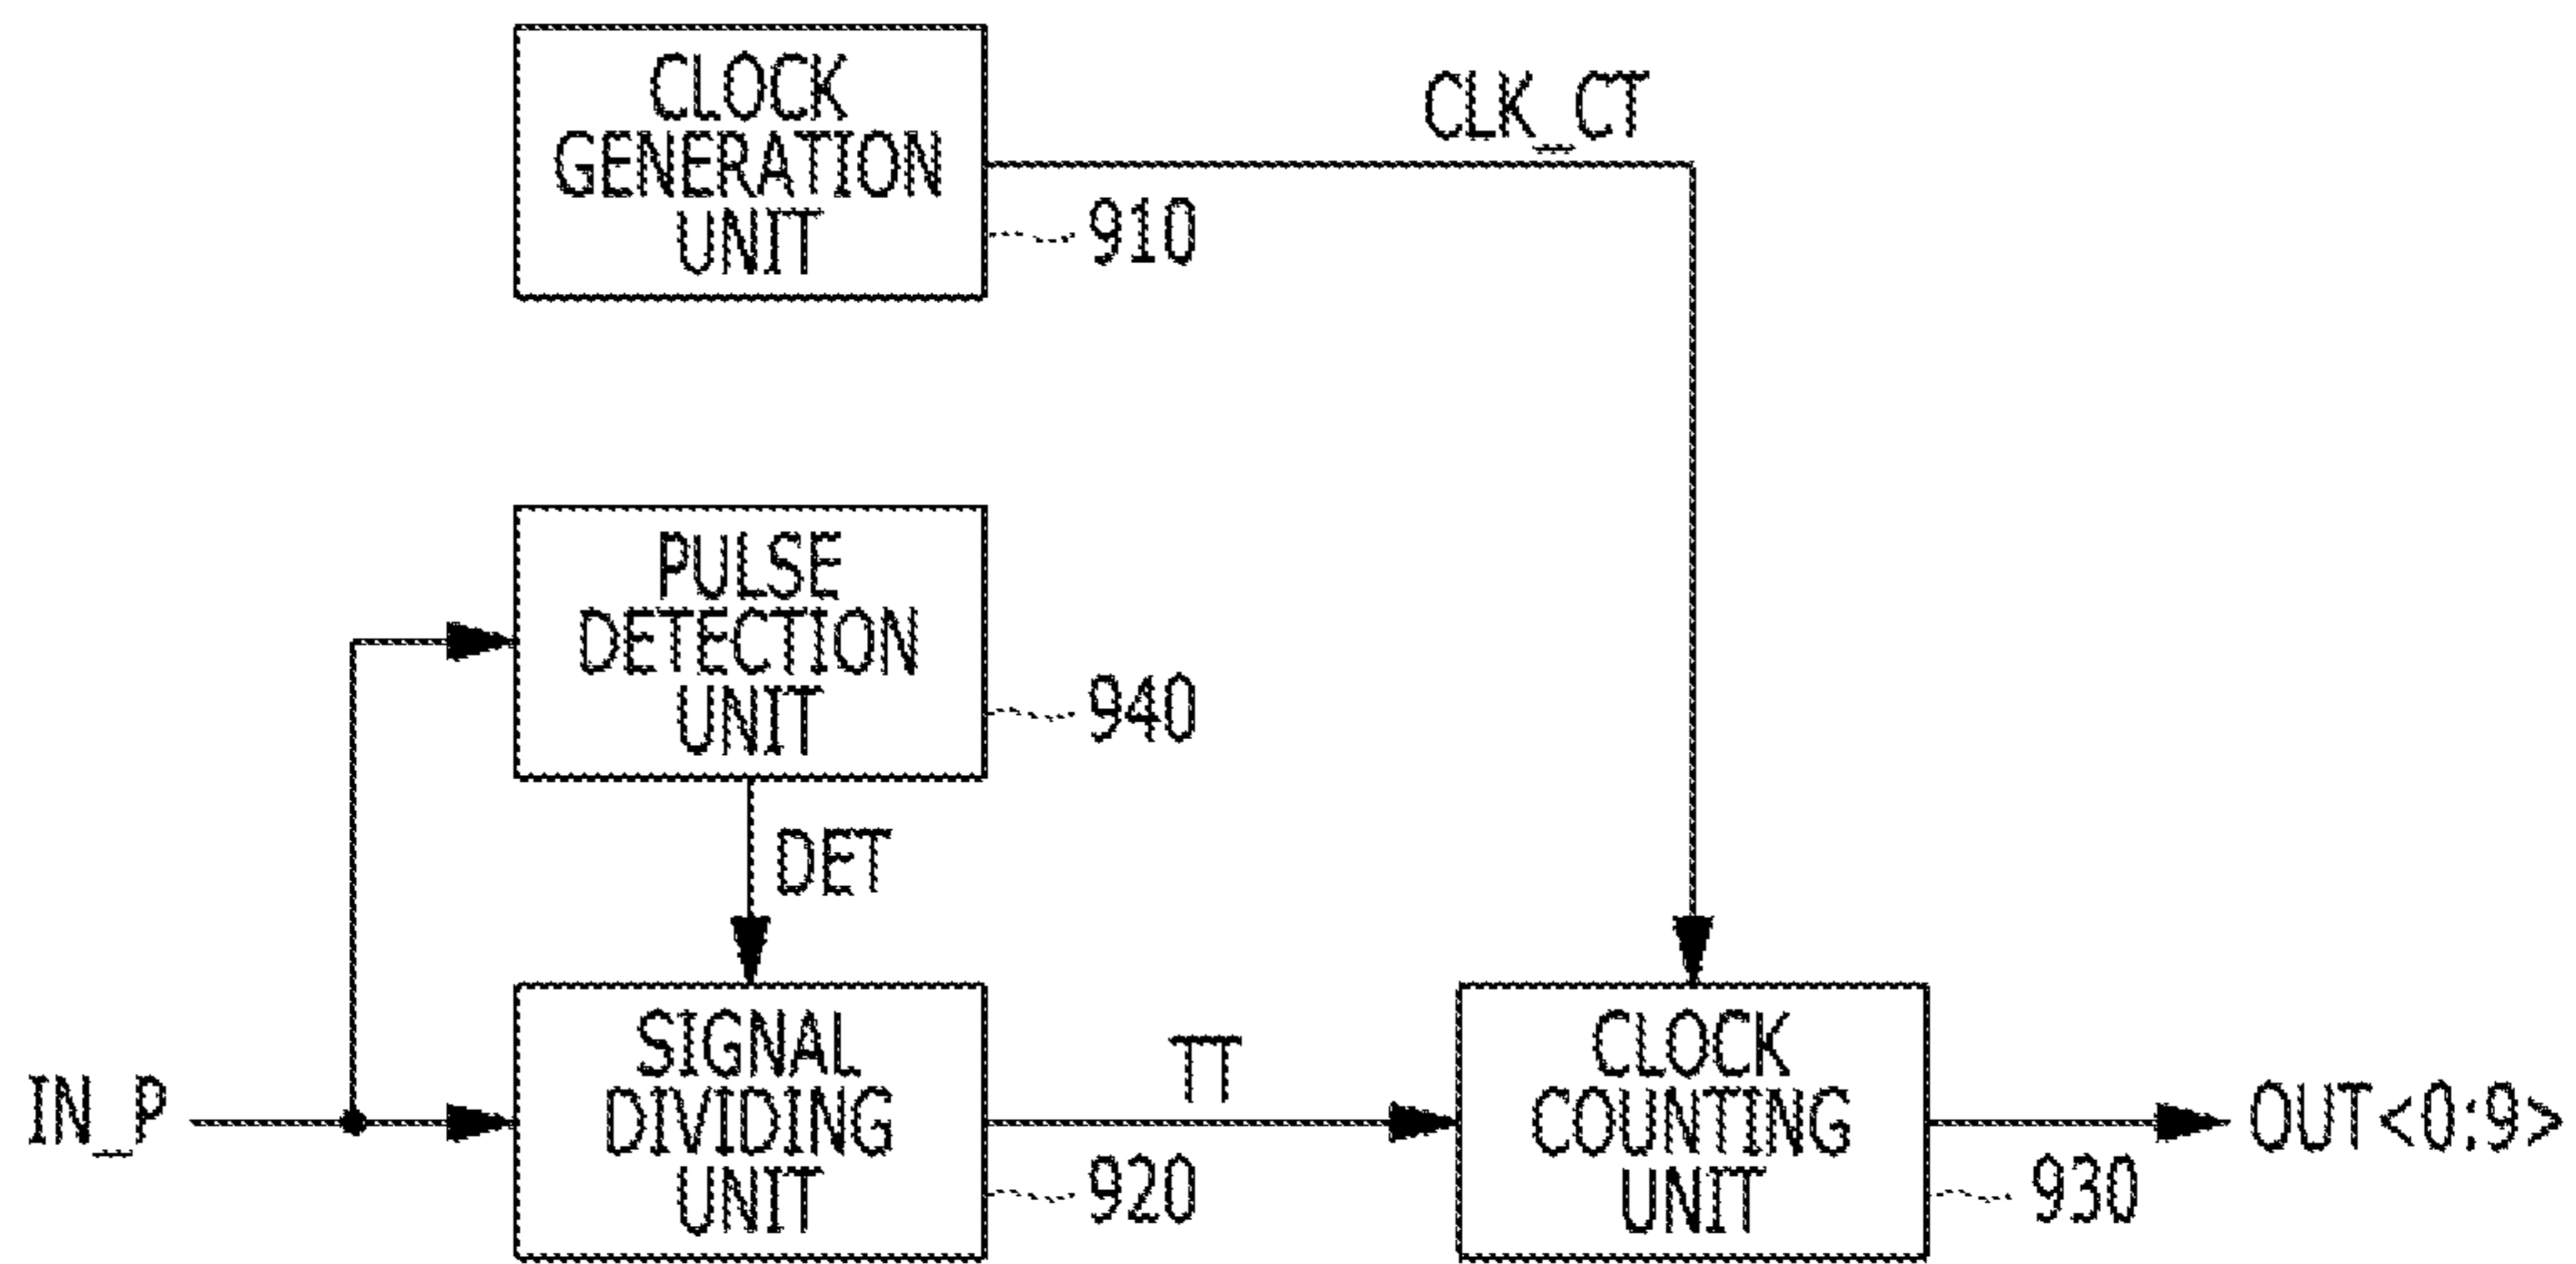 CLOCK
GENERATION
UNIT
910
CLK_CT
PULSE
DETECTION
UNIT
940
DET
IN_P
SIGNAL
DIVIDING
UNIT
920
TT
CLOCK
COUNTING
UNIT
930
OUT<0:9>